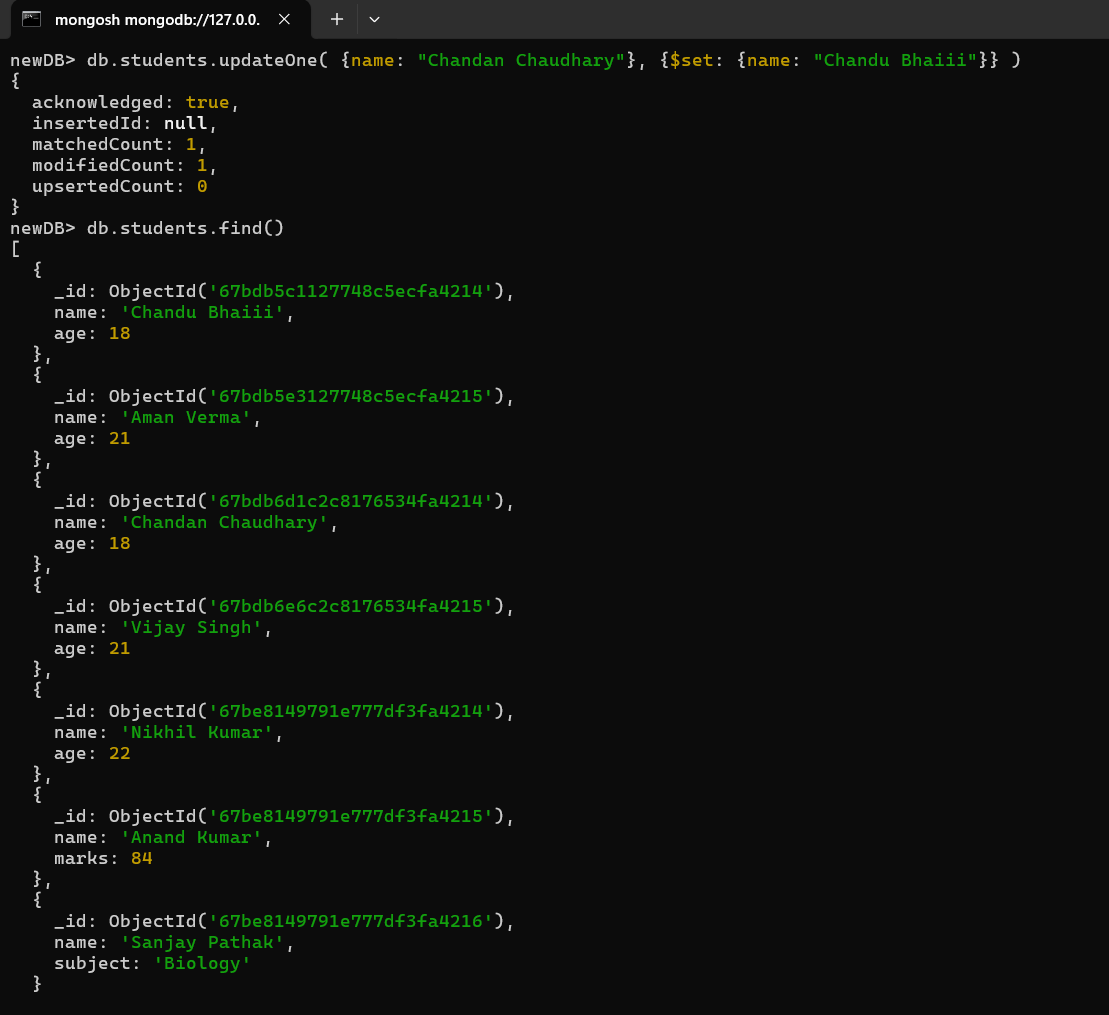 mongosh mongodb://127.0.0.
newDB> db.students.updateOne( {name: "Chandan Chaudhary"}, {$set: {name: "Chandu Bhaiii"}} )
{
  acknowledged: true,
  insertedId: null,
  matchedCount: 1,
  modifiedCount: 1,
  upsertedCount: 0
}
newDB> db.students.find()
[
  {
    _id: ObjectId('67bdb5c1127748c5ecfa4214'),
    name: 'Chandu Bhaiii',
    age: 18
  },
  {
    _id: ObjectId('67bdb5e3127748c5ecfa4215'),
    name: 'Aman Verma',
    age: 21
  },
  {
    _id: ObjectId('67bdb6d1c2c8176534fa4214'),
    name: 'Chandan Chaudhary',
    age: 18
  },
  {
    _id: ObjectId('67bdb6e6c2c8176534fa4215'),
    name: 'Vijay Singh',
    age: 21
  },
  {
    _id: ObjectId('67be8149791e777df3fa4214'),
    name: 'Nikhil Kumar',
    age: 22
  },
  {
    _id: ObjectId('67be8149791e777df3fa4215'),
    name: 'Anand Kumar',
    marks: 84
  },
  {
    _id: ObjectId('67be8149791e777df3fa4216'),
    name: 'Sanjay Pathak',
    subject: 'Biology'
  }